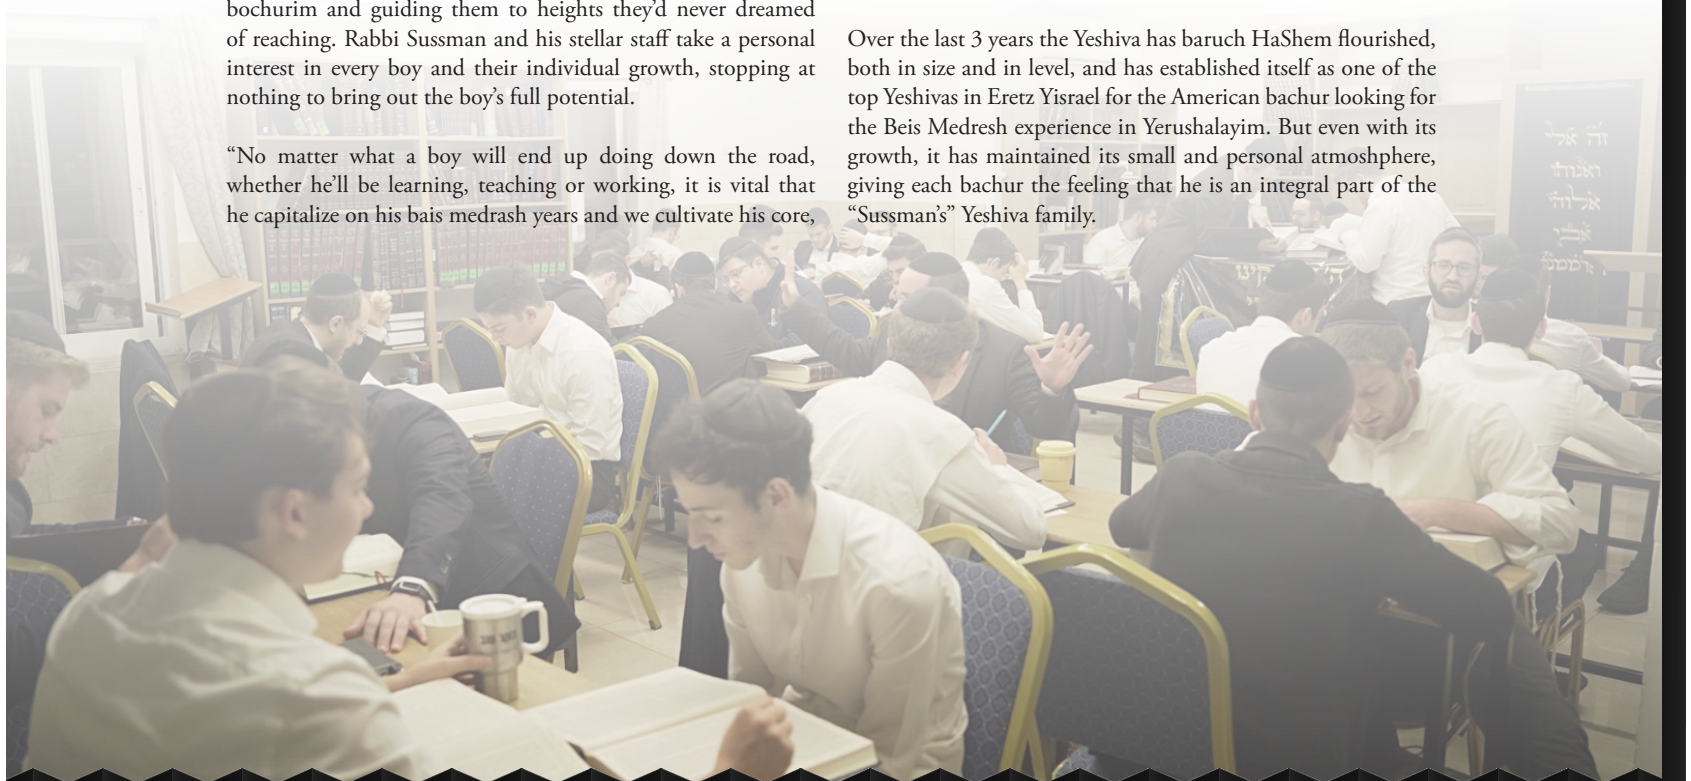 bochurim and guiding them to heights they’d never dreamed
of reaching. Rabbi Sussman and his stellar staff take a personal
interest in every boy and their individual growth, stopping at
nothing to bring out the boy’s full potential.
“No matter what a boy will end up doing down the road,
whether he’ll be learning, teaching or working, it is vital that
he capitalize on his bais medrash years and we cultivate his core,
Over the last 3 years the Yeshiva has baruch HaShem flourished,
both in size and in level, and has established itself as one of the
top Yeshivas in Eretz Yisrael for the American bachur looking for
the Beis Medresh experience in Yerushalayim. But even with its
growth, it has maintained its small and personal atmoshphere,
giving each bachur the feeling that he is an integral part of the
“Sussman’s” Yeshiva family.
זה אלי
ואנוהו
אלוהי
אבי